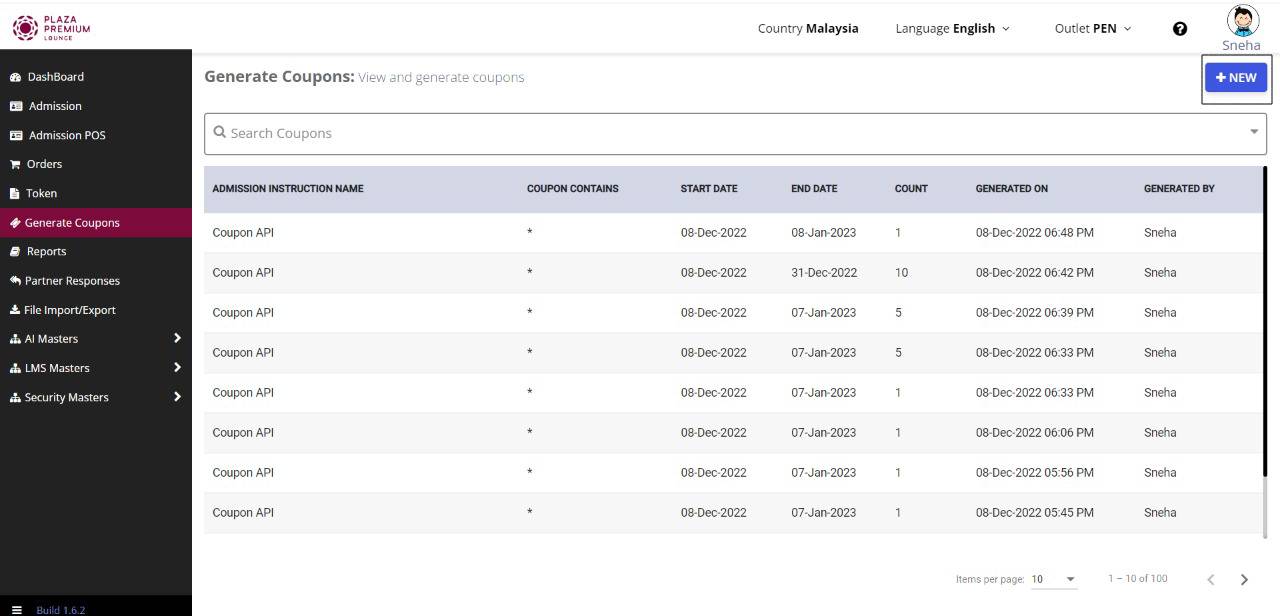 PLAZA
PREMIUM
LOUNGE
Country Malaysia Language English Outlet PEN
Sneha
DashBoard
Admission
Admission POS
Orders
Token
Generate Coupons
Reports
Partner Responses
File Import/Export
AI Masters
LMS Masters
Security Masters
Build 1.6.2
Generate Coupons: View and generate coupons
+ NEW
Search Coupons
ADMISSION INSTRUCTION NAME COUPON CONTAINS START DATE END DATE COUNT GENERATED ON GENERATED BY
Coupon API * 08-Dec-2022 08-Jan-2023 1 08-Dec-2022 06:48 PM Sneha
Coupon API * 08-Dec-2022 31-Dec-2022 10 08-Dec-2022 06:42 PM Sneha
Coupon API * 08-Dec-2022 07-Jan-2023 5 08-Dec-2022 06:39 PM Sneha
Coupon API * 08-Dec-2022 07-Jan-2023 5 08-Dec-2022 06:33 PM Sneha
Coupon API * 08-Dec-2022 07-Jan-2023 1 08-Dec-2022 06:33 PM Sneha
Coupon API * 08-Dec-2022 07-Jan-2023 1 08-Dec-2022 06:06 PM Sneha
Coupon API * 08-Dec-2022 07-Jan-2023 1 08-Dec-2022 05:56 PM Sneha
Coupon API * 08-Dec-2022 07-Jan-2023 1 08-Dec-2022 05:45 PM Sneha
Items per page: 10 1 – 10 of 100